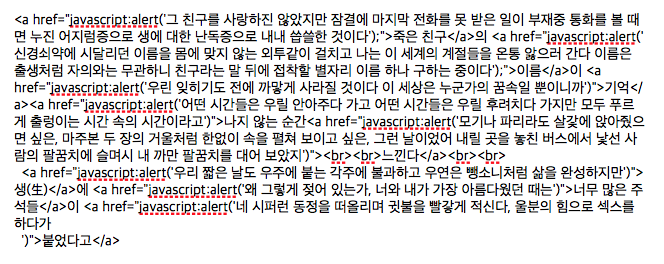 <a href="javascript:alert('그 친구를 사랑하진 않았지만 잠결에 마지막 전화를 못 받은 일이 부재중 통화를 볼 때
면 누진 어지럼증으로 생에 대한 난독증으로 내내 씁쓸한 것이다');">죽은 친구</a>의 <a href="javascript:alert('
신경쇠약에 시달리던 이름을 몸에 맞지 않는 외투같이 걸치고 나는 이 세계의 계절들을 온통 앓으러 간다 이름은
출생처럼 자의와는 무관하니 친구라는 말 뒤에 접착할 별자리 이름 하나 구하는 중이다');">이름</a>이 <a
href="javascript:alert('우린 잊히기도 전에 까맣게 사라질 것이다 이 세상은 누군가의 꿈속일 뿐이니까')">기억</
a><a href="javascript:alert('어떤 시간들은 우릴 안아주다 가고 어떤 시간들은 우릴 후려치다 가지만 모두 푸르
게 출렁이는 시간 속의 시간이라고')">나지 않는 순간<a href="javascript:alert('모기나 파리라도 살갗에 앉아줬으
면 싶은, 마주본 두 장의 거울처럼 한없이 속을 펼쳐 보이고 싶은, 그런 날이었어 내릴 곳을 놓친 버스에서 낯선 사
람의 팔꿈치에 슬며시 내 까만 팔꿈치를 대어 보았지')"><br><br>느낀다</a><br><br>
<a href="javascript:alert('우리 짧은 날도 우주에 붙는 각주에 불과하고 우연은 뺑소니처럼 삶을 완성하지만')">
생(生)</a>에 <a href="javascript:alert('왜 그렇게 젖어 있는가, 너와 내가 가장 아름다웠던 때는')">너무 많은 주
석들</a>이 <a href="javascript:alert('네 시퍼런 동정을 떠올리며 귓불을 빨갛게 적신다, 울분의 힘으로 섹스를
하다가
')">붙었다고</a>